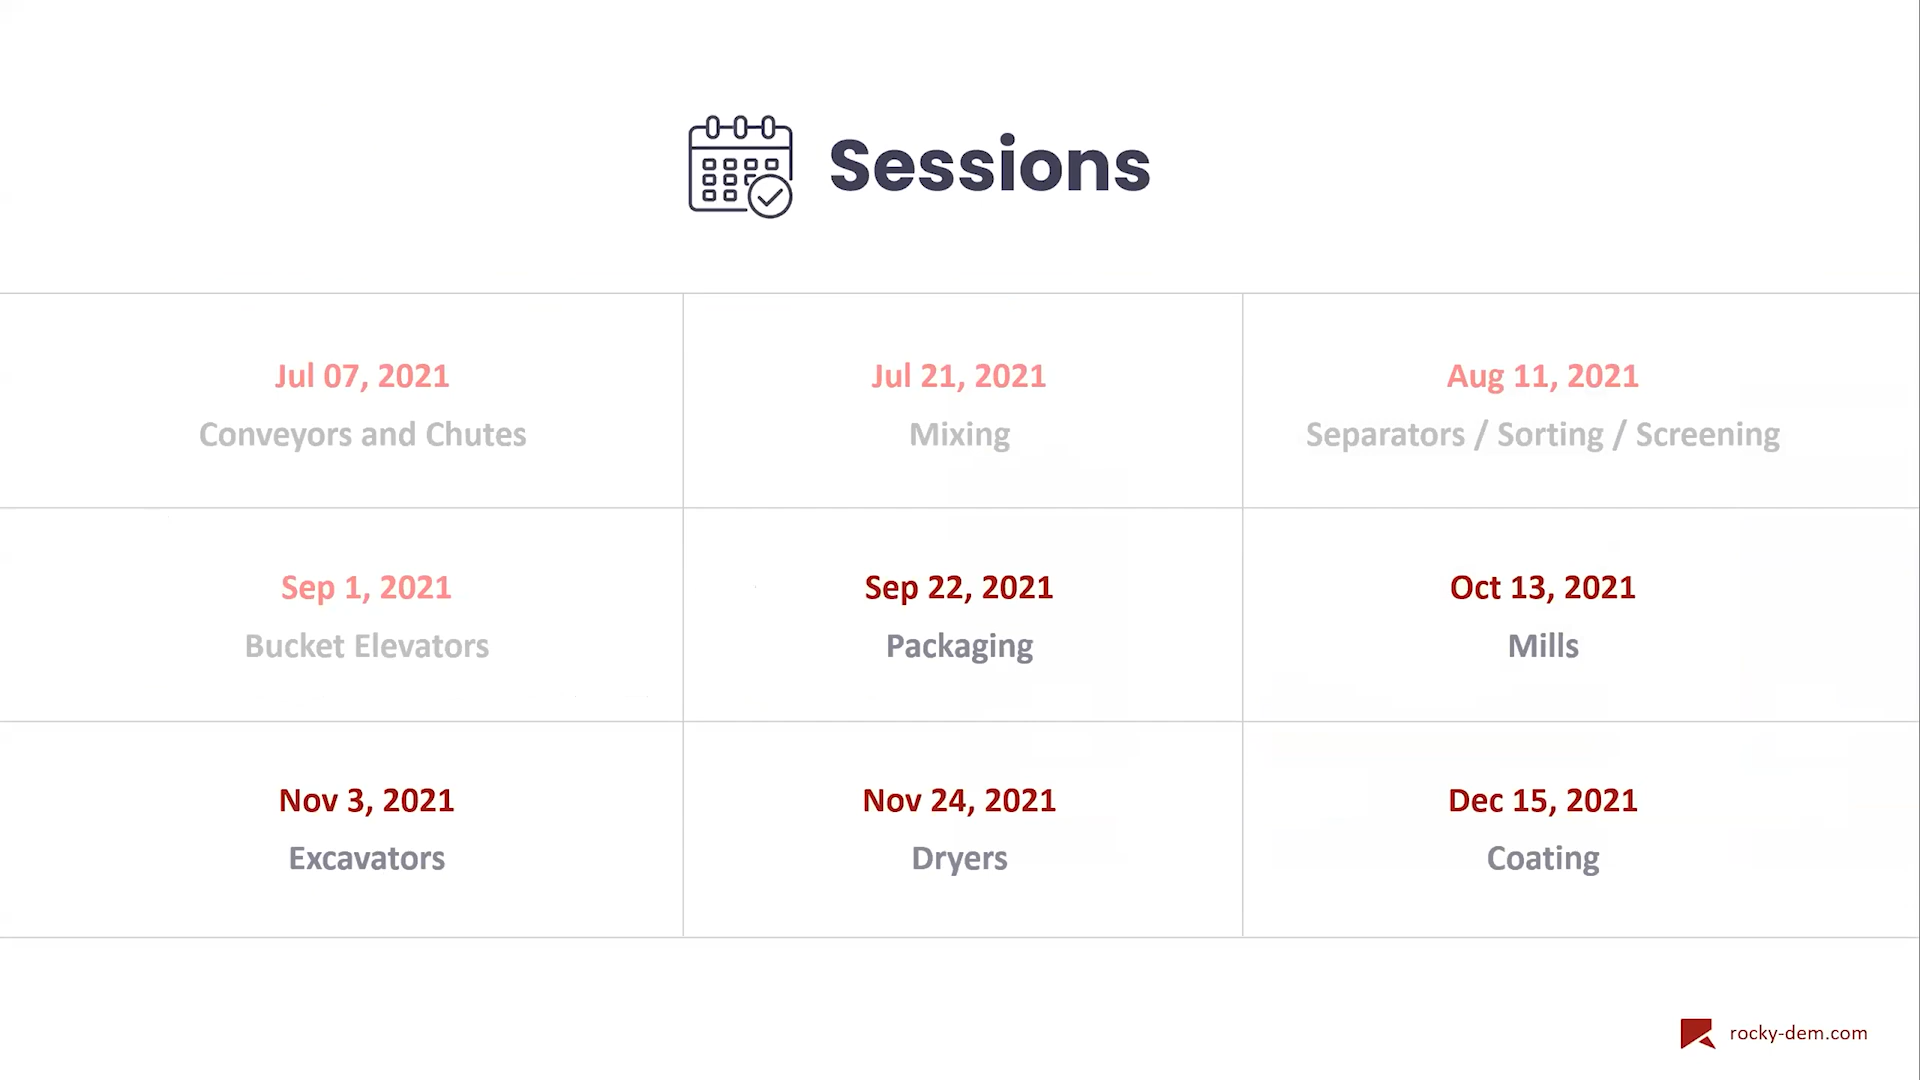 Sessions
Jul 07, 2021
Conveyors and Chutes
Jul 21, 2021
Mixing
Aug 11, 2021
Separators / Sorting / Screening
Sep 1, 2021
Bucket Elevators
Sep 22, 2021
Packaging
Oct 13, 2021
Mills
Nov 3, 2021
Excavators
Nov 24, 2021
Dryers
Dec 15, 2021
Coating
rocky-dem.com